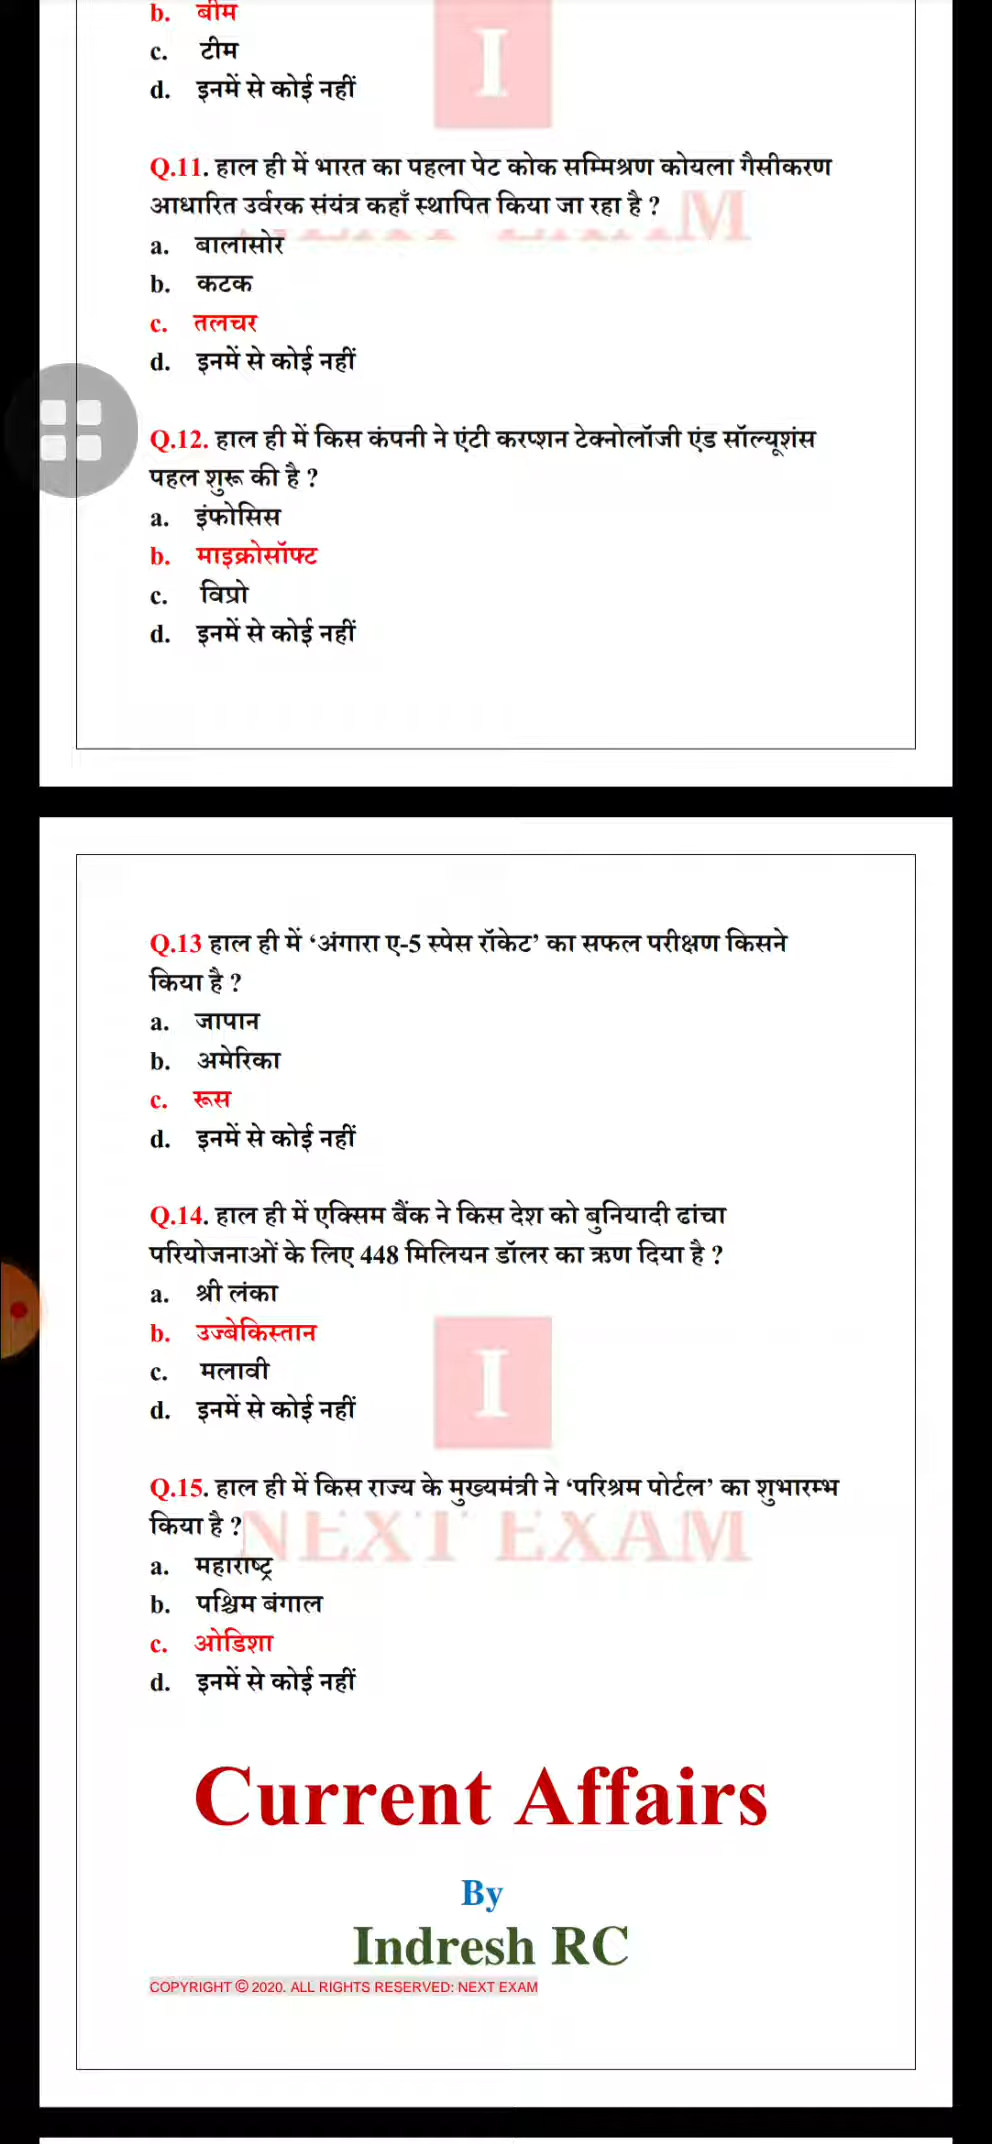 b. बीम
c. टीम
d. इनमें से कोई नहीं
I
Q.11. हाल ही में भारत का पहला पेट कोक सम्मिश्रण कोयला गैसीकरण
आधारित उर्वरक संयंत्र कहाँ स्थापित किया जा रहा है ?
a. बालासोर
b. कटक
c. तलचर
d. इनमें से कोई नहीं
Q.12. हाल ही में किस कंपनी ने एंटी करप्शन टेक्नोलॉजी एंड सॉल्यूशंस
पहल शुरू की है ?
a. इंफोसिस
b. माइक्रोसॉफ्ट
c. विप्रो
d. इनमें से कोई नहीं
Q.13 हाल ही में ‘अंगारा ए-5 स्पेस रॉकेट’ का सफल परीक्षण किसने
किया है ?
a. जापान
b. अमेरिका
c. रूस
d. इनमें से कोई नहीं
Q.14. हाल ही में एक्सिम बैंक ने किस देश को बुनियादी ढांचा
परियोजनाओं के लिए 448 मिलियन डॉलर का ऋण दिया है ?
a. श्री लंका
b. उज्बेकिस्तान
c. मलावी
d. इनमें से कोई नहीं
I
Q.15. हाल ही में किस राज्य के मुख्यमंत्री ने ‘परिश्रम पोर्टल’ का शुभारम्भ
किया है ?
NEXT EXAM
a. महाराष्ट्र
b. पश्चिम बंगाल
c. ओडिशा
d. इनमें से कोई नहीं
Current Affairs
By
Indresh RC
COPYRIGHT © 2020. ALL RIGHTS RESERVED: NEXT EXAM